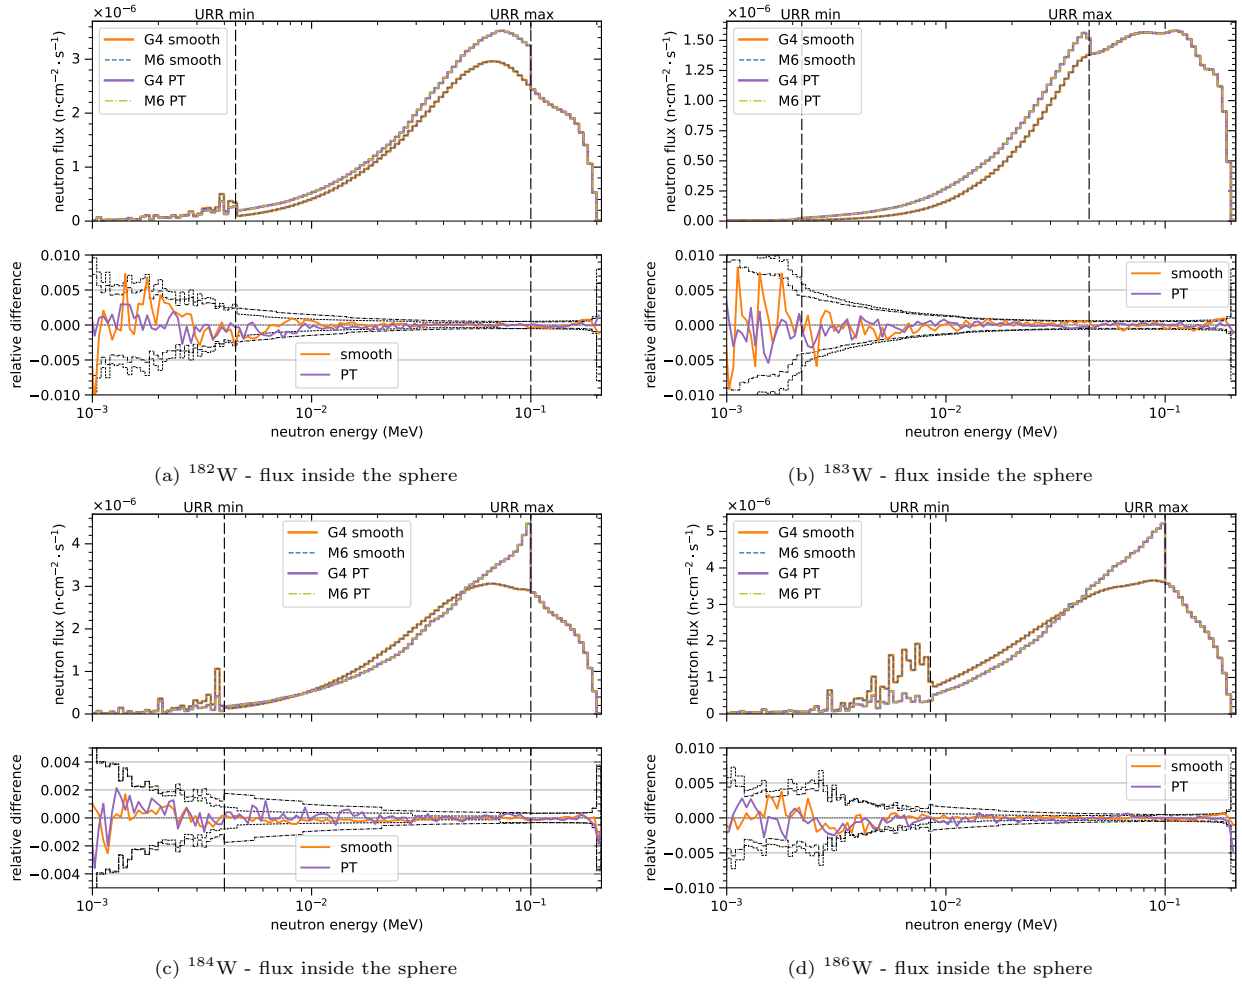 ×10⁻⁶
URR min
URR max
G4 smooth
M6 smooth
G4 PT
M6 PT
neutron flux (n·cm⁻² · s⁻¹)
3
2
1
0
relative difference
0.010
0.005
0.000
−0.005
−0.010
smooth
PT
10⁻³
10⁻²
10⁻¹
neutron energy (MeV)
(a) ¹⁸²W - flux inside the sphere
×10⁻⁶
URR min
URR max
G4 smooth
M6 smooth
G4 PT
M6 PT
neutron flux (n·cm⁻² · s⁻¹)
1.50
1.25
1.00
0.75
0.50
0.25
0.00
relative difference
0.010
0.005
0.000
−0.005
−0.010
smooth
PT
10⁻³
10⁻²
10⁻¹
neutron energy (MeV)
(b) ¹⁸³W - flux inside the sphere
×10⁻⁶
URR min
URR max
G4 smooth
M6 smooth
G4 PT
M6 PT
neutron flux (n·cm⁻² · s⁻¹)
4
3
2
1
0
relative difference
0.004
0.002
0.000
−0.002
−0.004
smooth
PT
10⁻³
10⁻²
10⁻¹
neutron energy (MeV)
(c) ¹⁸⁴W - flux inside the sphere
×10⁻⁶
URR min
URR max
G4 smooth
M6 smooth
G4 PT
M6 PT
neutron flux (n·cm⁻² · s⁻¹)
5
4
3
2
1
0
relative difference
0.010
0.005
0.000
−0.005
−0.010
smooth
PT
10⁻³
10⁻²
10⁻¹
neutron energy (MeV)
(d) ¹⁸⁶W - flux inside the sphere